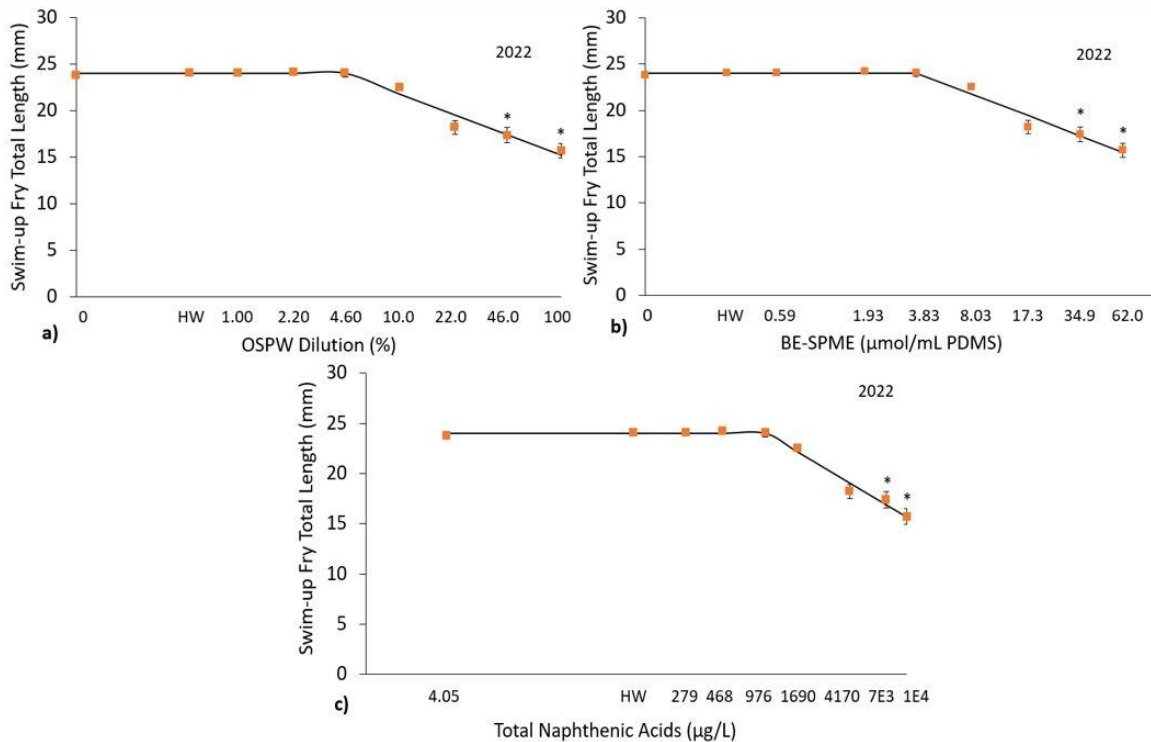 30
25
20
15
10
5
0
Swim-up Fry Total Length (mm)
2022
*
*
0 HW 1.00 2.20 4.60 10.0 22.0 46.0 100
a)
OSPW Dilution (%)
30
25
20
15
10
5
0
Swim-up Fry Total Length (mm)
2022
*
*
0 HW 0.59 1.93 3.83 8.03 17.3 34.9 62.0
b)
BE-SPME (µmol/mL PDMS)
30
25
20
15
10
5
0
Swim-up Fry Total Length (mm)
2022
*
*
4.05 HW 279 468 976 1690 4170 7E3 1E4
c)
Total Naphthenic Acids (µg/L)